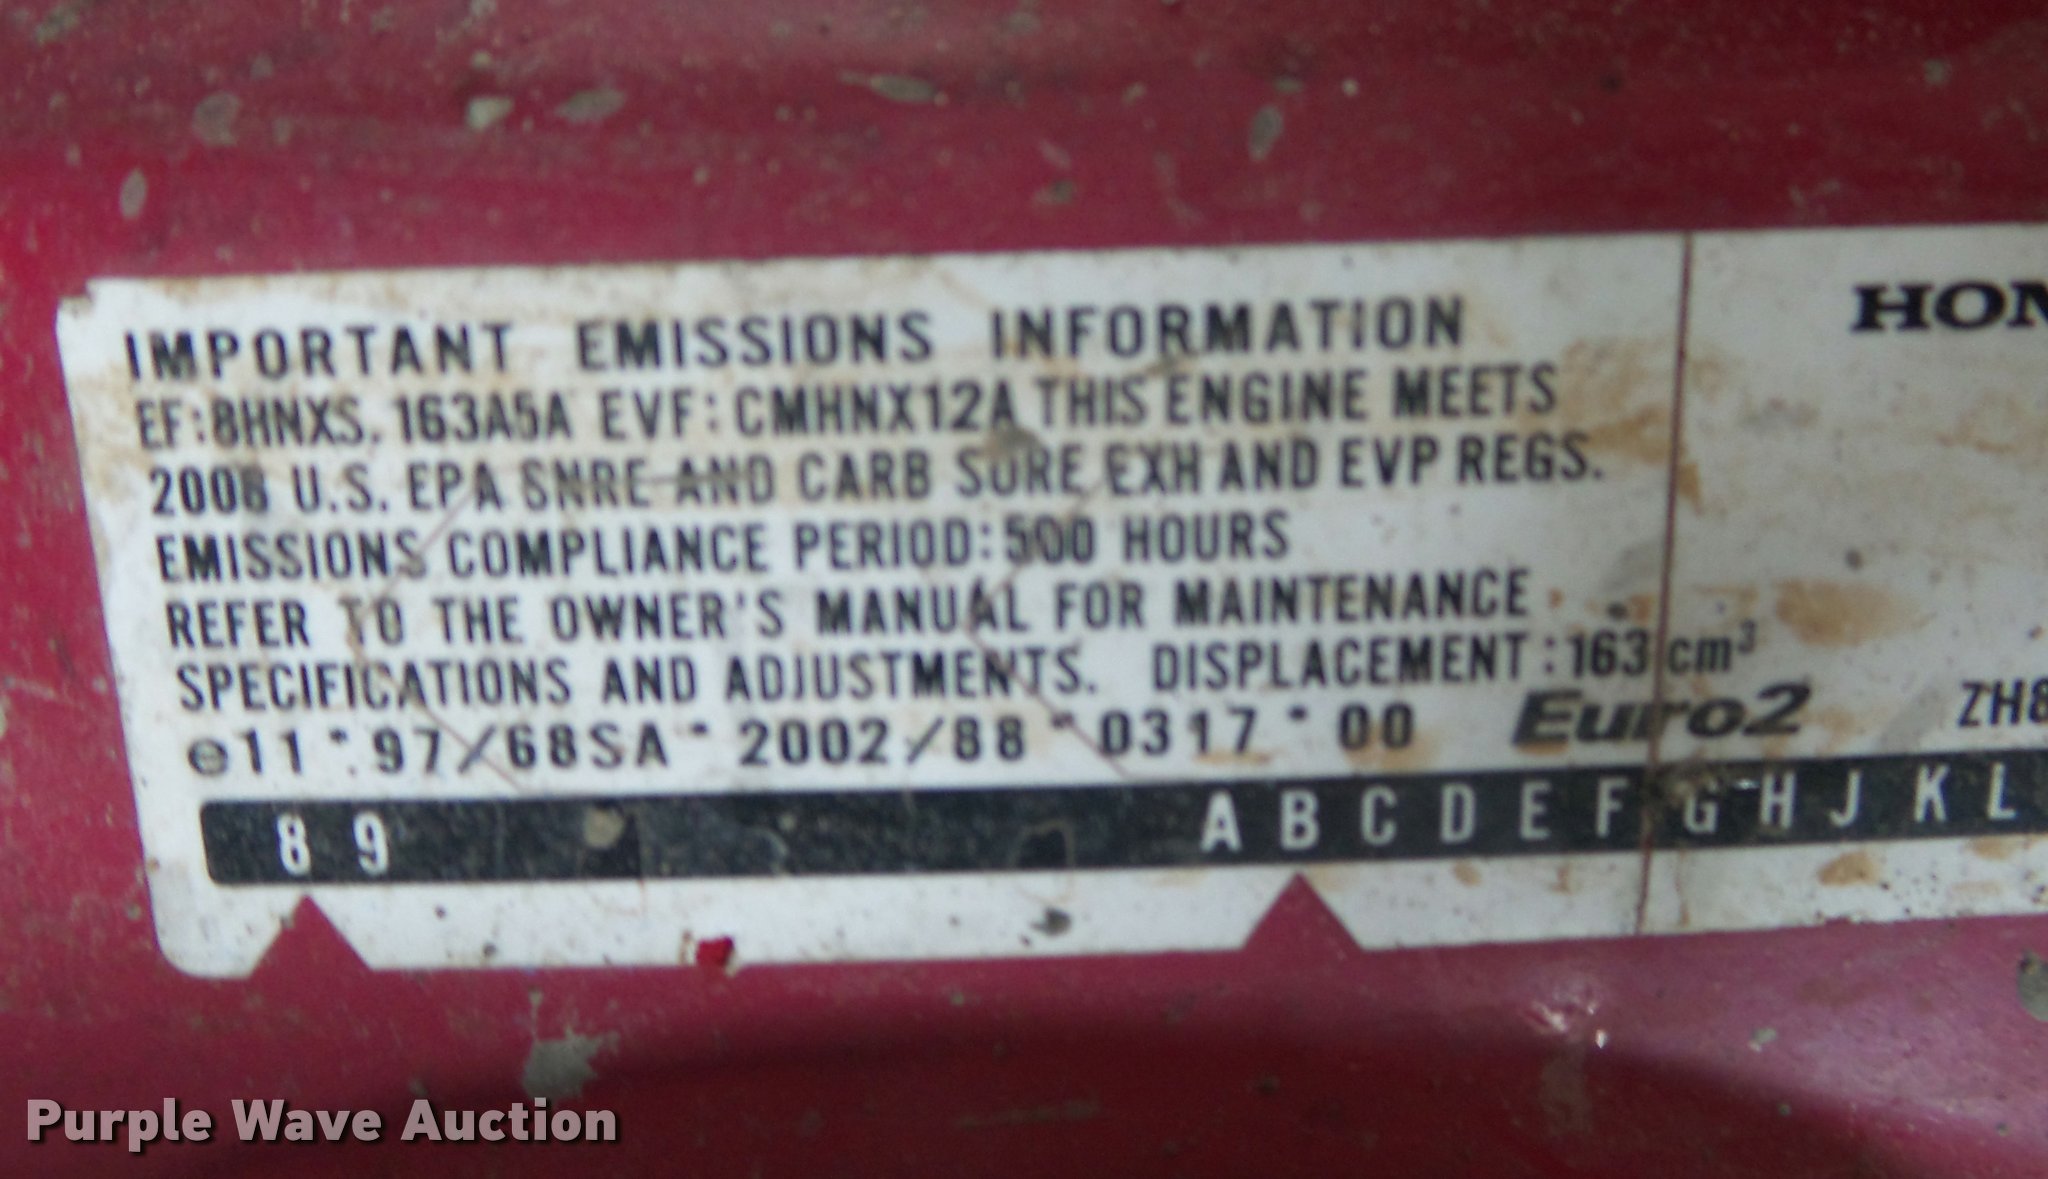 IMPORTANT EMISSIONS INFORMATION
HON
EF:8HNXS.163A5A EVF:CMHNX12A THIS ENGINE MEETS
2008 U.S. EPA SNRE AND CARB SORE EXH AND EVP REGS.
EMISSIONS COMPLIANCE PERIOD:500 HOURS
REFER TO THE OWNER'S MANUAL FOR MAINTENANCE
SPECIFICATIONS AND ADJUSTMENTS. DISPLACEMENT:163 cm³
e11*97/68SA*2002/88*0317*00 Euro2
ZH8
8 9 A B C D E F G H J K L
Purple Wave Auction